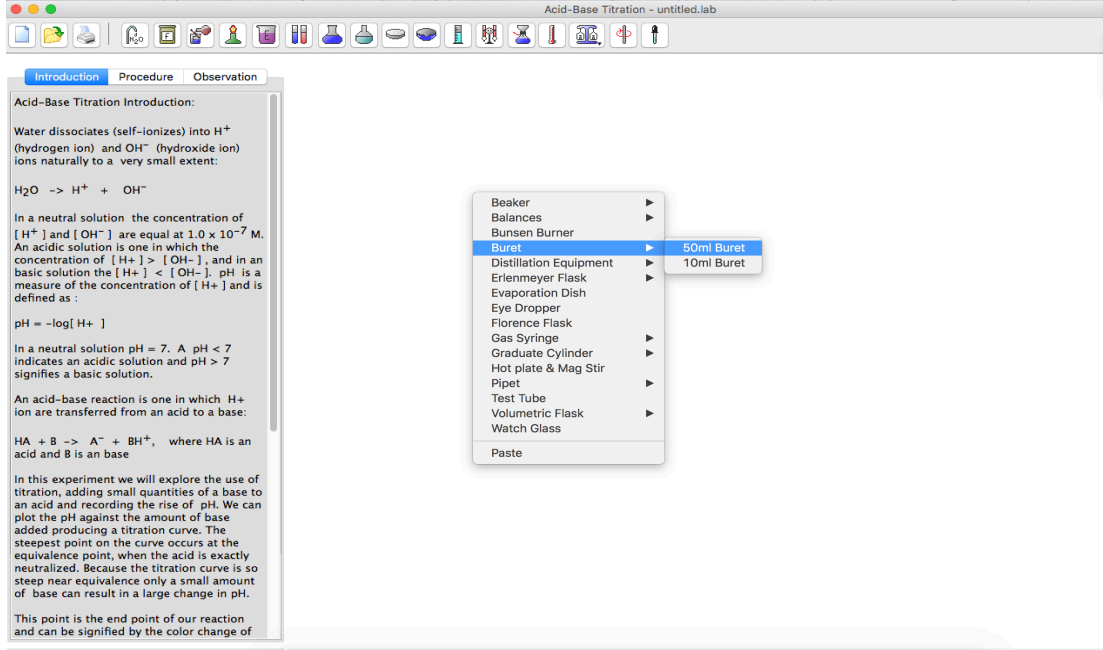 Acid-Base Titration - untitled.lab
H₂O
E
Introduction Procedure Observation
Acid-Base Titration Introduction:
Water dissociates (self-ionizes) into H⁺
(hydrogen ion) and OH⁻ (hydroxide ion)
ions naturally to a very small extent:
H₂O -> H⁺ + OH⁻
In a neutral solution the concentration of
[ H⁺ ] and [ OH⁻ ] are equal at 1.0 x 10⁻⁷ M.
An acidic solution is one in which the
concentration of [ H+ ] > [ OH- ] , and in an
basic solution the [ H+ ] < [ OH- ]. pH is a
measure of the concentration of [ H+ ] and is
defined as :
pH = -log[ H+ ]
In a neutral solution pH = 7. A pH < 7
indicates an acidic solution and pH > 7
signifies a basic solution.
An acid-base reaction is one in which H+
ion are transferred from an acid to a base:
HA + B -> A⁻ + BH⁺, where HA is an
acid and B is an base
In this experiment we will explore the use of
titration, adding small quantities of a base to
an acid and recording the rise of pH. We can
plot the pH against the amount of base
added producing a titration curve. The
steepest point on the curve occurs at the
equivalence point, when the acid is exactly
neutralized. Because the titration curve is so
steep near equivalence only a small amount
of base can result in a large change in pH.
This point is the end point of our reaction
and can be signified by the color change of
Beaker
Balances
Bunsen Burner
Buret
Distillation Equipment
Erlenmeyer Flask
Evaporation Dish
Eye Dropper
Florence Flask
Gas Syringe
Graduate Cylinder
Hot plate & Mag Stir
Pipet
Test Tube
Volumetric Flask
Watch Glass
Paste
50ml Buret
10ml Buret